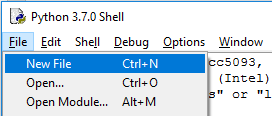 Python 3.7.0 Shell
File Edit Shell Debug Options Window
New File Ctrl+N cc5093,
Open... Ctrl+O (Intel)
Open Module... Alt+M s" or "l